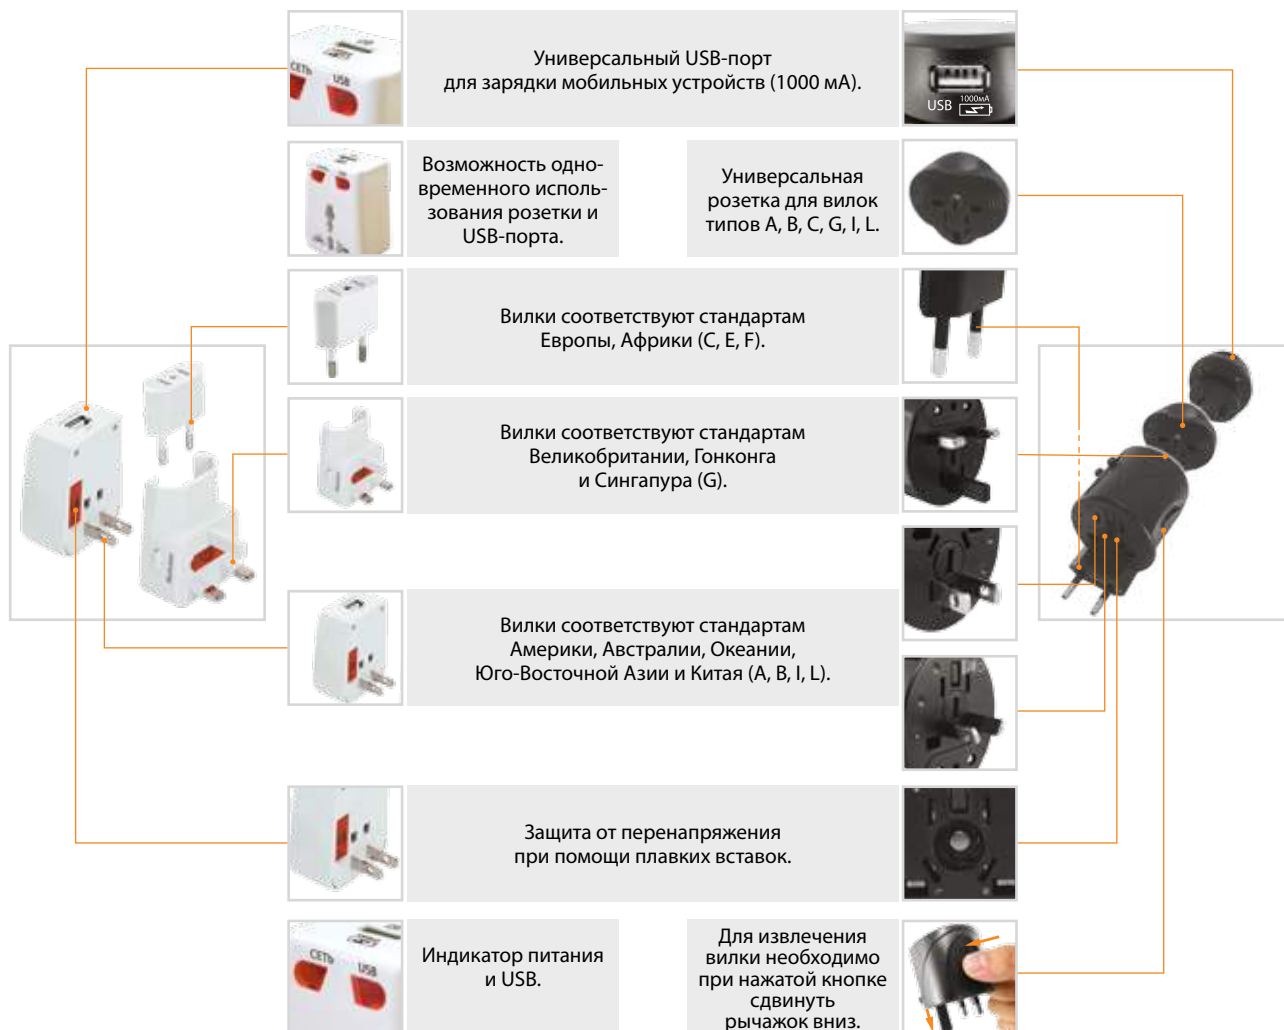 СЕТЬ
USB
Универсальный USB-порт
для зарядки мобильных устройств (1000 мА).
USB
1000мА
Возможность одно-
временного исполь-
зования розетки и
USB-порта.
Универсальная
розетка для вилок
типов A, B, C, G, I, L.
Вилки соответствуют стандартам
Европы, Африки (C, E, F).
Вилки соответствуют стандартам
Великобритании, Гонконга
и Сингапура (G).
Вилки соответствуют стандартам
Америки, Австралии, Океании,
Юго-Восточной Азии и Китая (A, B, I, L).
Защита от перенапряжения
при помощи плавких вставок.
СЕТЬ
USB
Индикатор питания
и USB.
Для извлечения
вилки необходимо
при нажатой кнопке
сдвинуть
рычажок вниз.